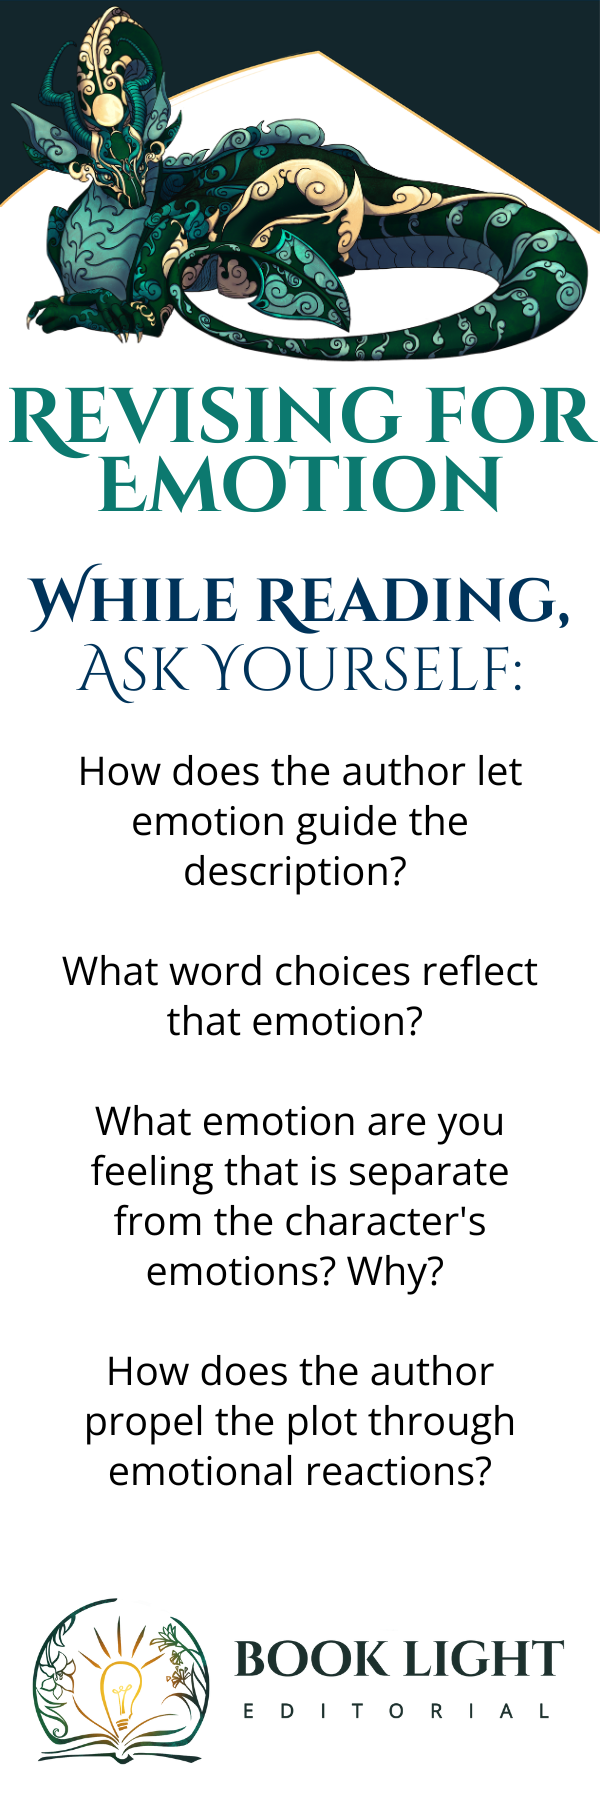 Revising for
Emotion
While Reading,
Ask Yourself:
How does the author let
emotion guide the
description?
What word choices reflect
that emotion?
What emotion are you
feeling that is separate
from the character's
emotions? Why?
How does the author
propel the plot through
emotional reactions?
BOOK LIGHT
EDITORIAL